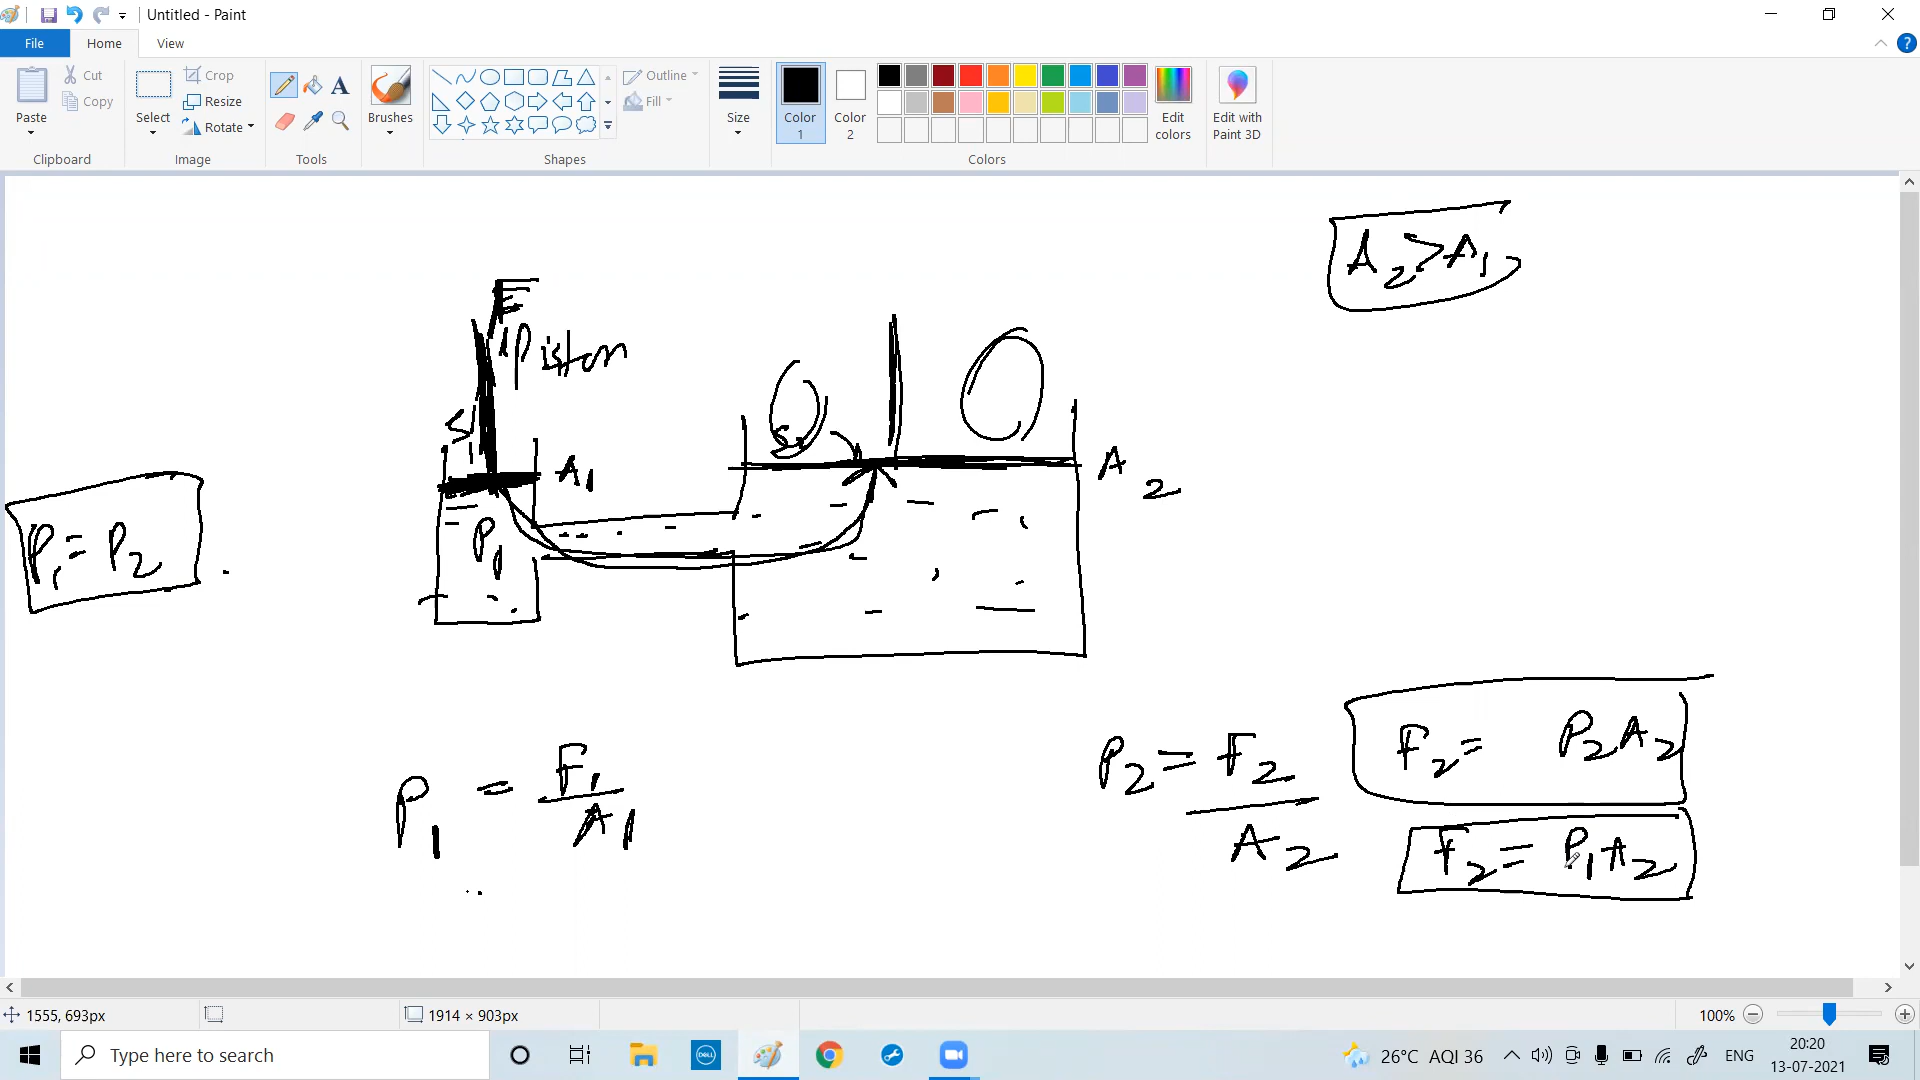 Untitled - Paint
File Home View
Cut
Copy
Paste
Clipboard
Select
Crop
Resize
Rotate
Image
Tools
Brushes
Shapes
Outline
Fill
Size
Color 1
Color 2
Edit colors
Colors
Edit with Paint 3D
A2 > A1
F
Piston
S1
A1
A2
P1
P1 = P2
P1 = F1/A1
P2 = F2/A2
F2 = P2A2
F2 = P1A2
1555, 693px
1914 × 903px
100%
Type here to search
DELL
26°C AQI 36
ENG
20:20
13-07-2021